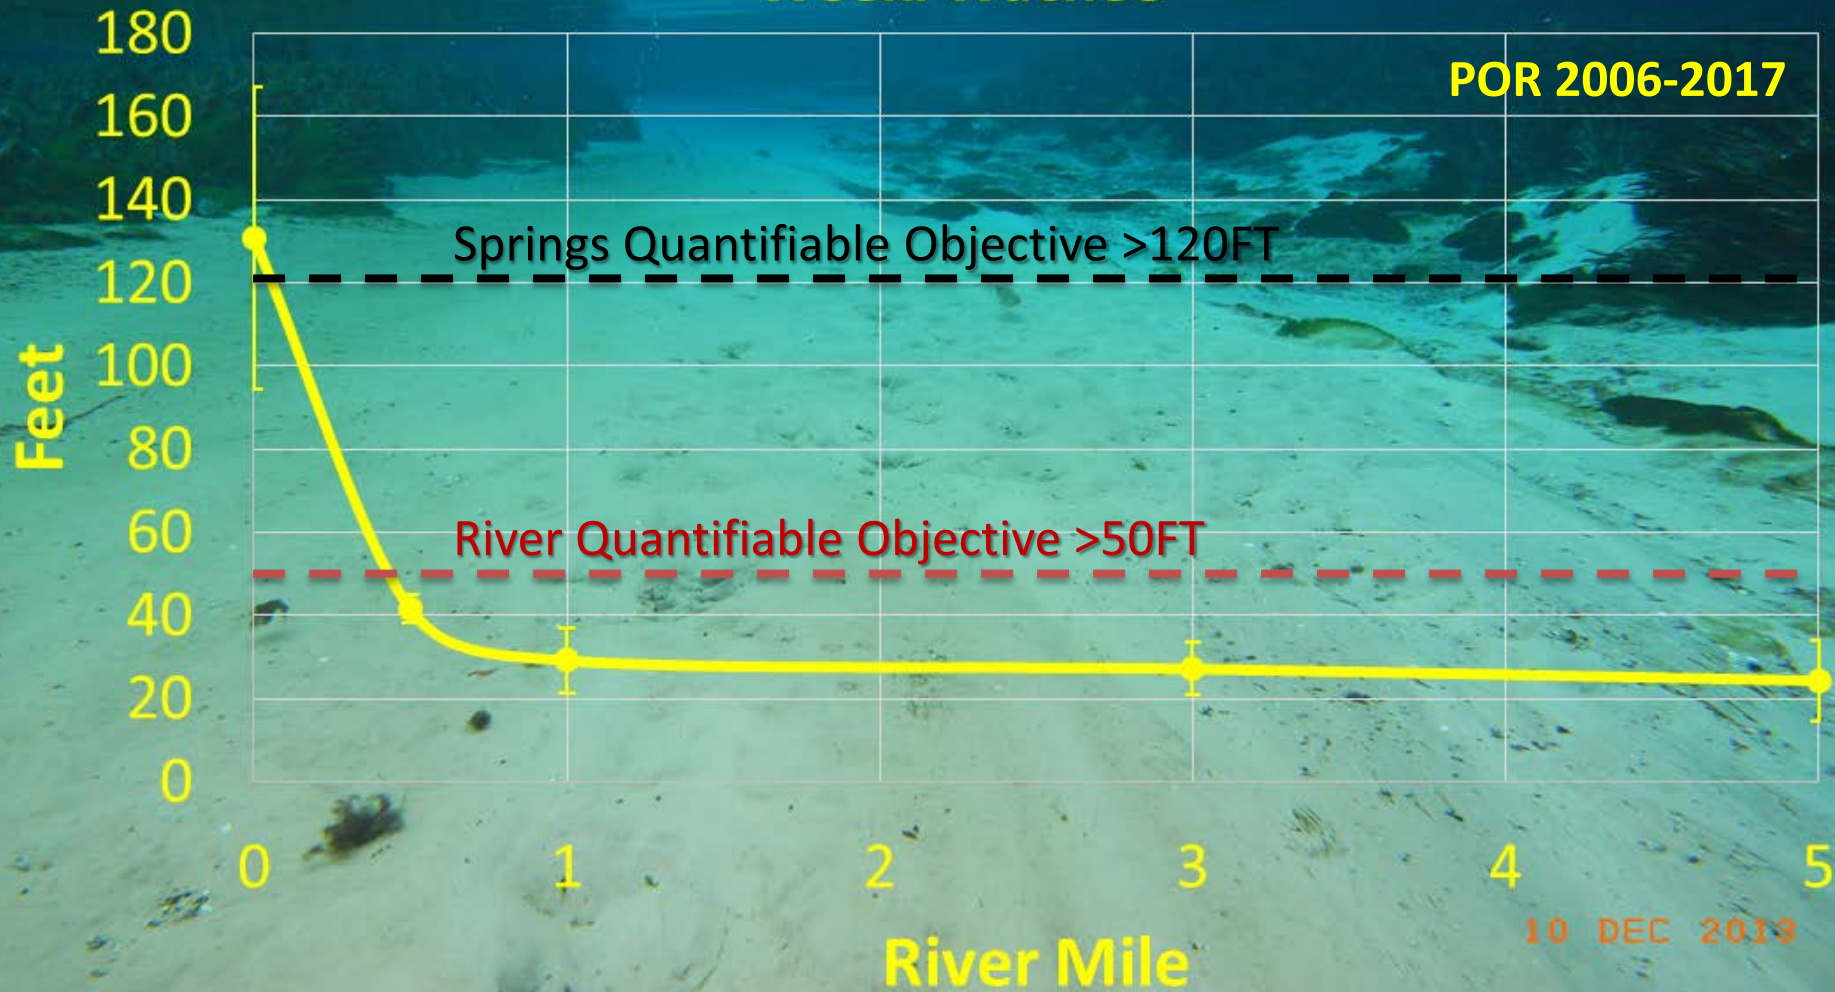 180
POR 2006-2017
160
140
Springs Quantifiable Objective >120FT
120
100
Feet
80
60
River Quantifiable Objective >50FT
40
20
0
0 1 2 3 4 5
10 DEC 2013
River Mile